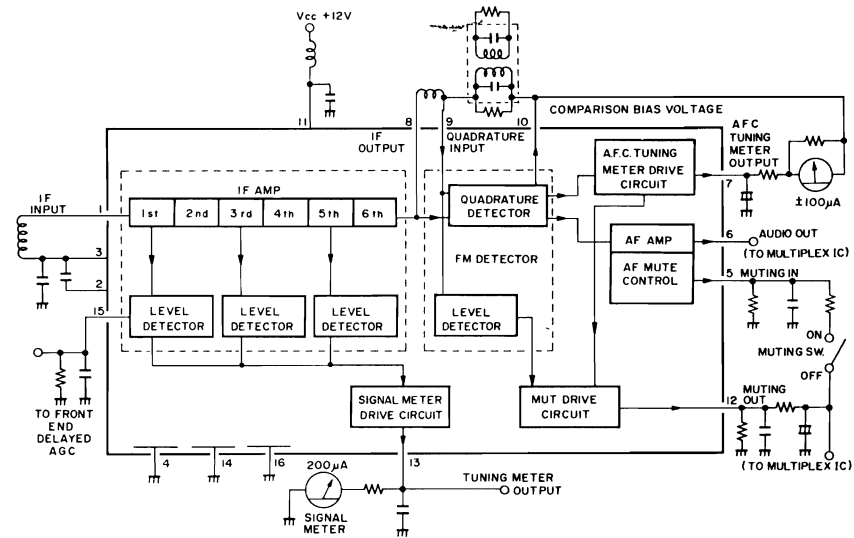 Vcc +12V
11
8
9
10
COMPARISON BIAS VOLTAGE
IF
OUTPUT
QUADRATURE
INPUT
A.F.C. TUNING
METER DRIVE
CIRCUIT
AFC
TUNING
METER
OUTPUT
7
±100μA
IF
INPUT
1
3
2
15
IF AMP
1st
2nd
3rd
4th
5th
6th
QUADRATURE
DETECTOR
FM DETECTOR
AF AMP
AF MUTE
CONTROL
6
AUDIO OUT
(TO MULTIPLEX IC)
5
MUTING IN
LEVEL
DETECTOR
LEVEL
DETECTOR
LEVEL
DETECTOR
LEVEL
DETECTOR
ON
MUTING SW.
OFF
TO FRONT
END
DELAYED
AGC
SIGNAL METER
DRIVE CIRCUIT
MUT DRIVE
CIRCUIT
MUTING
OUT
12
(TO MULTIPLEX IC)
4
14
16
13
200μA
SIGNAL
METER
TUNING METER
OUTPUT